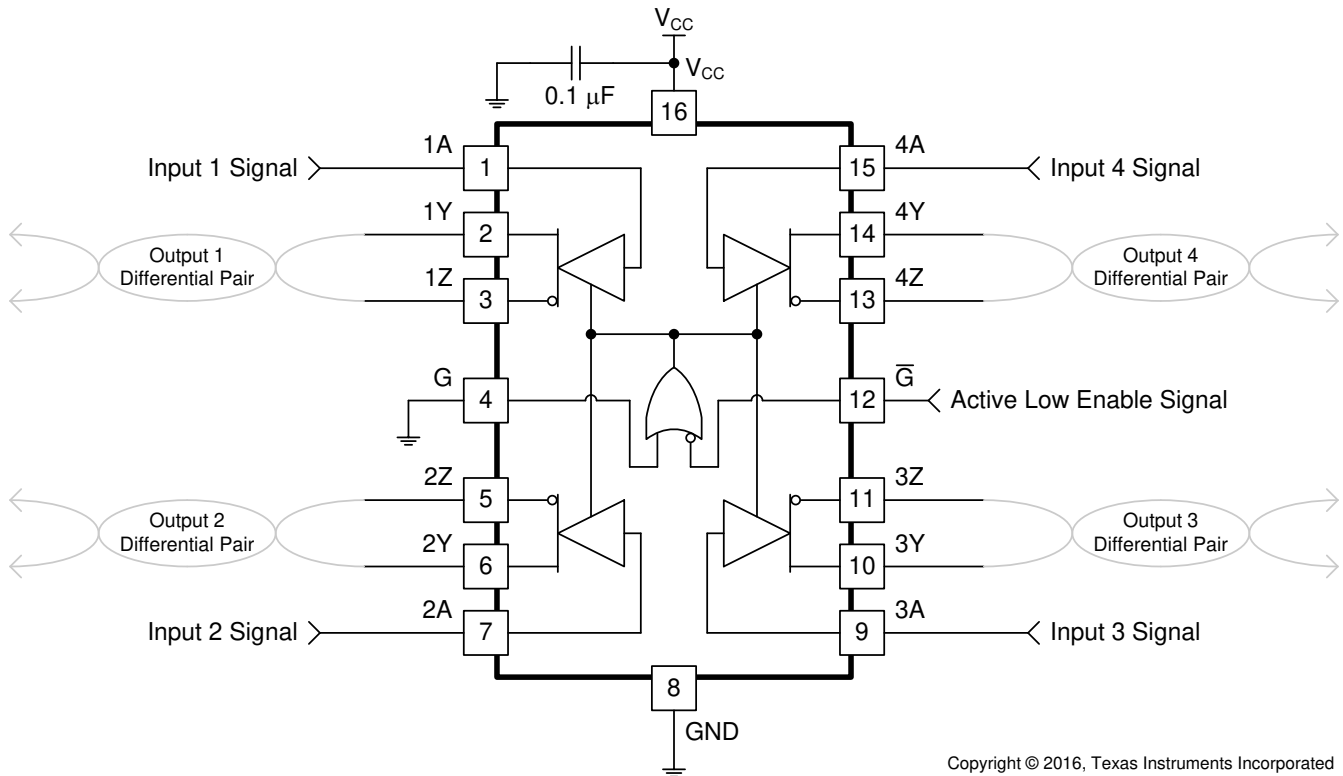 V_CC
V_CC
0.1 μF
16
1A
4A
Input 1 Signal
1
15
Input 4 Signal
1Y
4Y
2
14
Output 1
Differential Pair
Output 4
Differential Pair
1Z
4Z
3
13
G
G̅
4
12
Active Low Enable Signal
2Z
3Z
5
11
Output 2
Differential Pair
Output 3
Differential Pair
2Y
3Y
6
10
2A
3A
Input 2 Signal
7
9
Input 3 Signal
8
GND
Copyright © 2016, Texas Instruments Incorporated